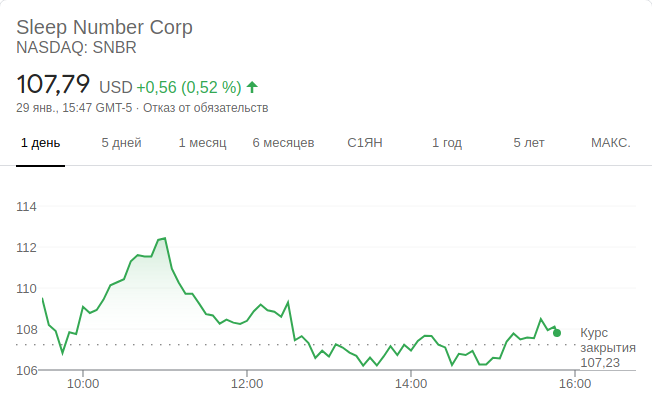 Sleep Number Corp
NASDAQ: SNBR
107,79 USD +0,56 (0,52 %)
29 янв., 15:47 GMT-5 · Отказ от обязательств
1 день 5 дней 1 месяц 6 месяцев С1ЯН 1 год 5 лет МАКС.
114
112
110
108
106
Курс
закрытия
107,23
10:00 12:00 14:00 16:00